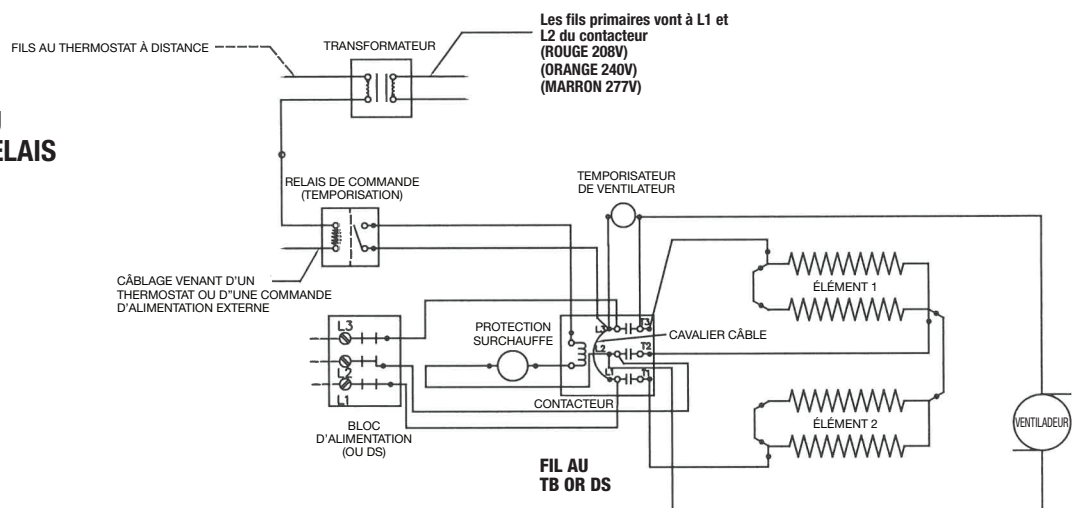 Les fils primaires vont à L1 et
L2 du contacteur
(ROUGE 208V)
(ORANGE 240V)
(MARRON 277V)
FILS AU THERMOSTAT À DISTANCE
TRANSFORMATEUR
ELAIS
RELAIS DE COMMANDE
(TEMPORISATION)
TEMPORISATEUR
DE VENTILATEUR
CÂBLAGE VENANT D'UN
THERMOSTAT OU D"UNE COMMANDE
D'ALIMENTATION EXTERNE
ÉLÉMENT 1
L3
L2
L1
PROTECTION
SURCHAUFFE
L3
T3
L2
T2
L1
T1
CAVALIER CÂBLE
CONTACTEUR
BLOC
D'ALIMENTATION
(OU DS)
ÉLÉMENT 2
VENTILADEUR
FIL AU
TB OR DS